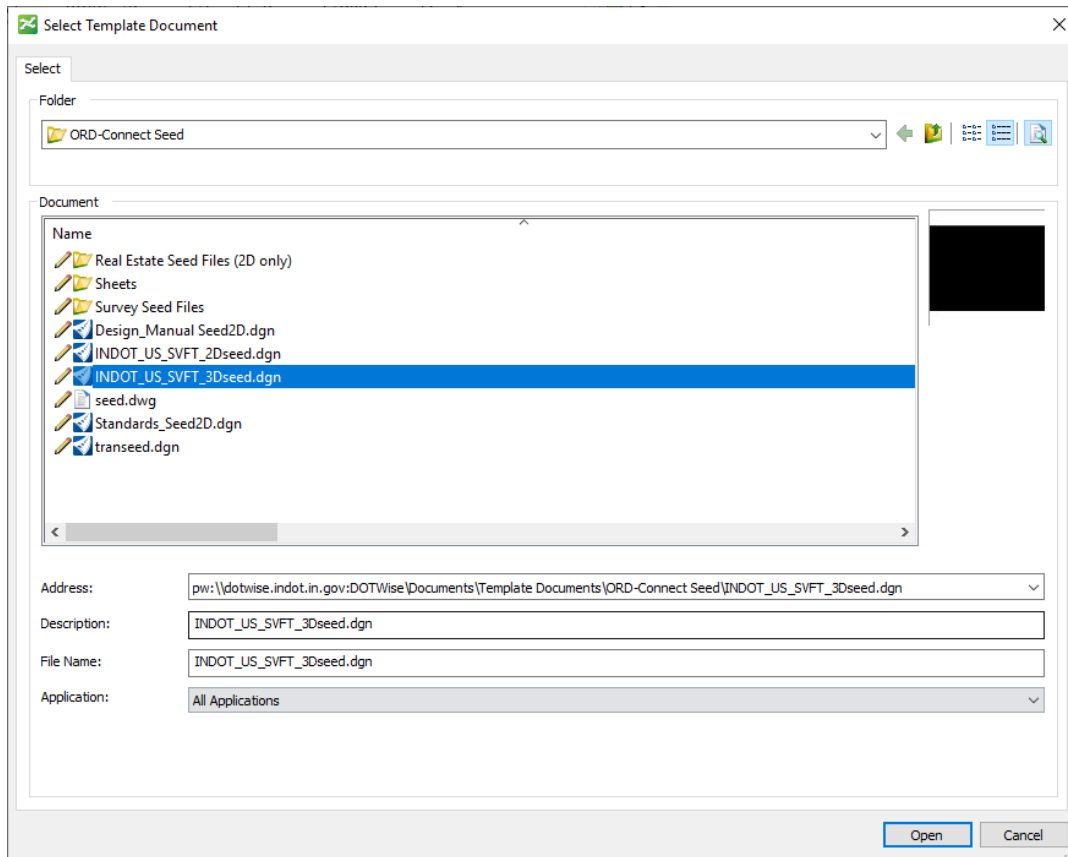 Select Template Document
Select
Folder
ORD-Connect Seed
Document
Name
Real Estate Seed Files (2D only)
Sheets
Survey Seed Files
Design_Manual Seed2D.dgn
INDOT_US_SVFT_2Dseed.dgn
INDOT_US_SVFT_3Dseed.dgn
seed.dwg
Standards_Seed2D.dgn
transeed.dgn
Address: pw:\\dotwise.indot.in.gov:DOTWise\Documents\Template Documents\ORD-Connect Seed\INDOT_US_SVFT_3Dseed.dgn
Description: INDOT_US_SVFT_3Dseed.dgn
File Name: INDOT_US_SVFT_3Dseed.dgn
Application: All Applications
Open Cancel